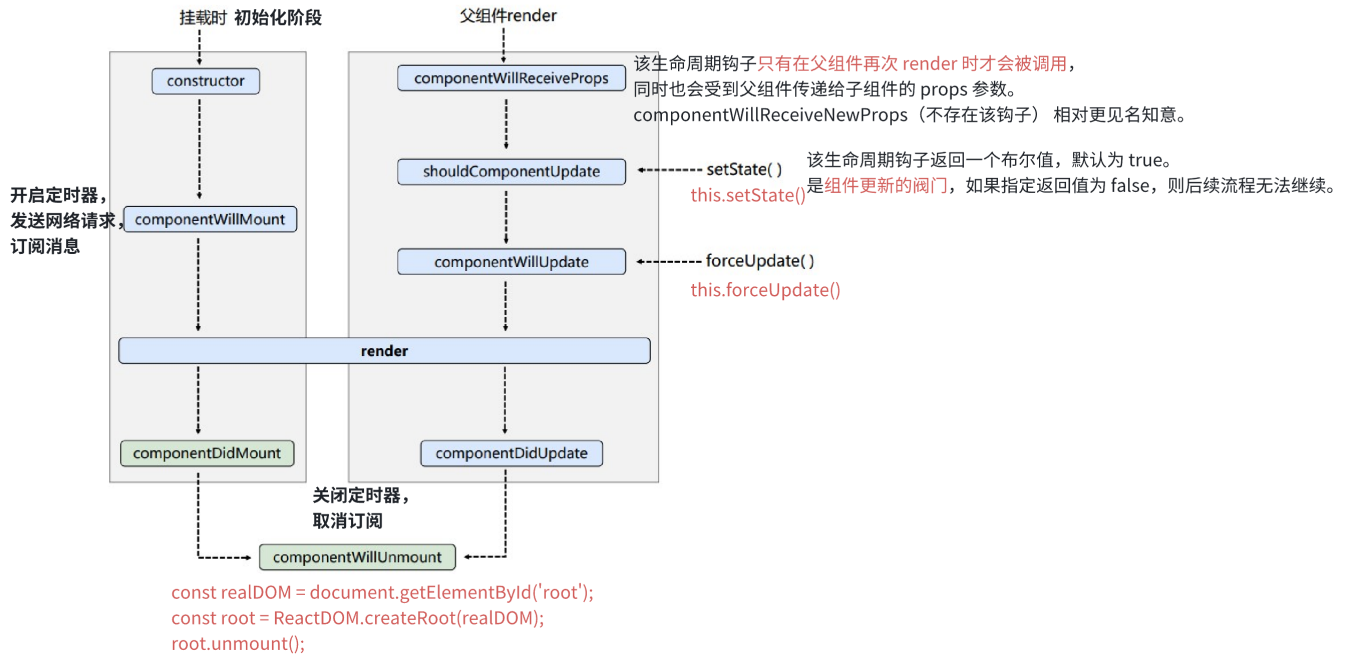 挂载时 初始化阶段
父组件render
constructor
componentWillReceiveProps
该生命周期钩子只有在父组件再次 render 时才会被调用，
同时也会受到父组件传递给子组件的 props 参数。
componentWillReceiveNewProps（不存在该钩子） 相对更见名知意。
shouldComponentUpdate
setState( )
this.setState()
该生命周期钩子返回一个布尔值，默认为 true。
是组件更新的阀门，如果指定返回值为 false，则后续流程无法继续。
开启定时器，
发送网络请求，
订阅消息
componentWillMount
componentWillUpdate
forceUpdate( )
this.forceUpdate()
render
componentDidMount
componentDidUpdate
关闭定时器，
取消订阅
componentWillUnmount
const realDOM = document.getElementById('root');
const root = ReactDOM.createRoot(realDOM);
root.unmount();